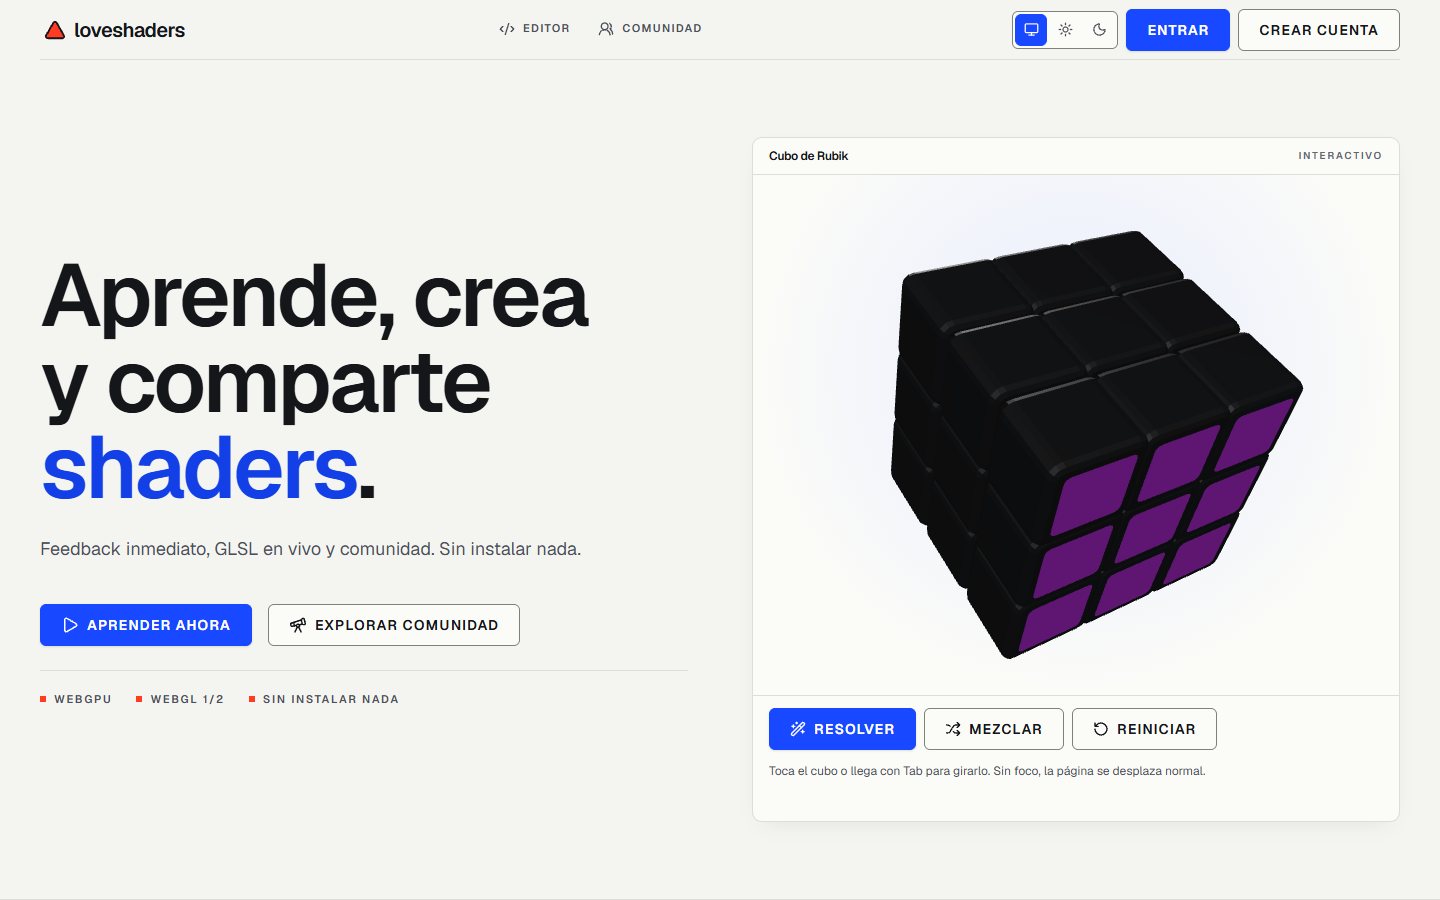 loveshaders
EDITOR
COMUNIDAD
ENTRAR
CREAR CUENTA
Aprende, crea
y comparte
shaders.
Feedback inmediato, GLSL en vivo y comunidad. Sin instalar nada.
APRENDER AHORA
EXPLORAR COMUNIDAD
WEBGPU
WEBGL 1/2
SIN INSTALAR NADA
Cubo de Rubik
INTERACTIVO
RESOLVER
MEZCLAR
REINICIAR
Toca el cubo o llega con Tab para girarlo. Sin foco, la página se desplaza normal.